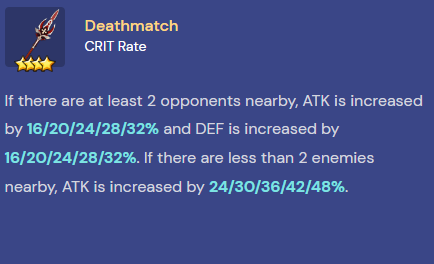 Deathmatch
CRIT Rate
If there are at least 2 opponents nearby, ATK is increased
by 16/20/24/28/32% and DEF is increased by
16/20/24/28/32%. If there are less than 2 enemies
nearby, ATK is increased by 24/30/36/42/48%.